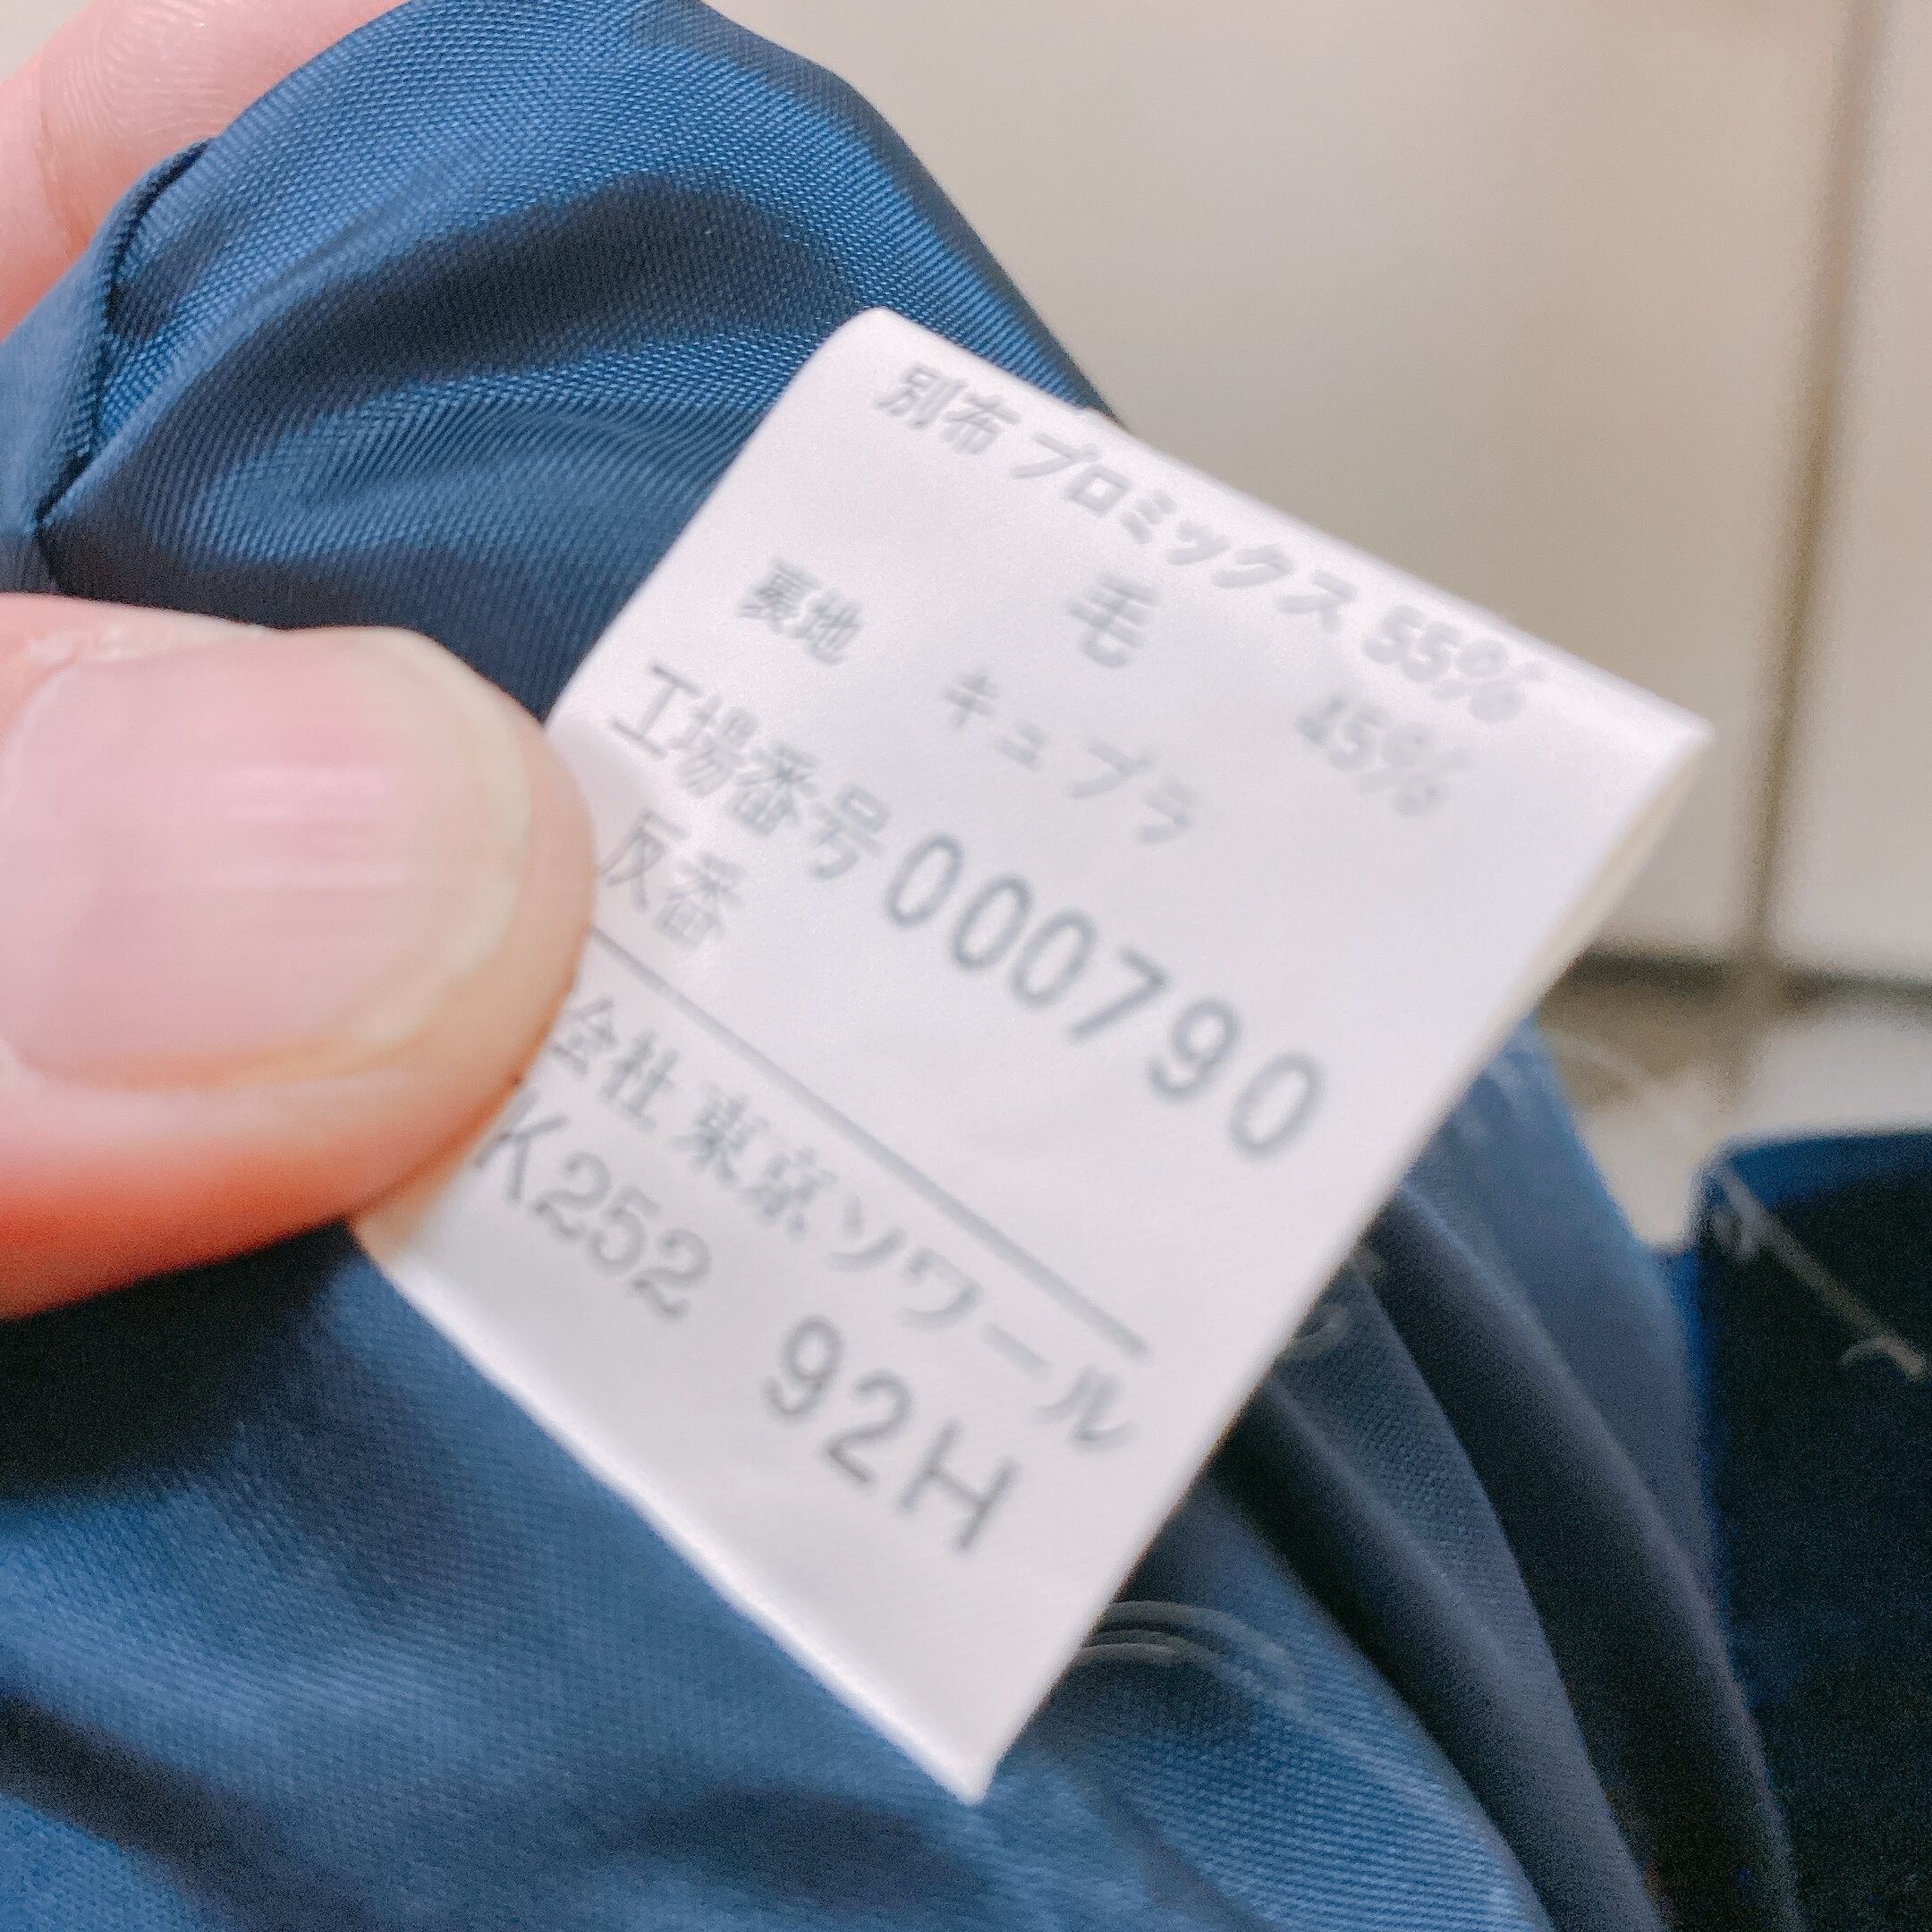 別布 プロミックス 55%
毛 45%
裏地 キュプラ
工場番号 000790
反番
会社 東京ソワール
K252 92H